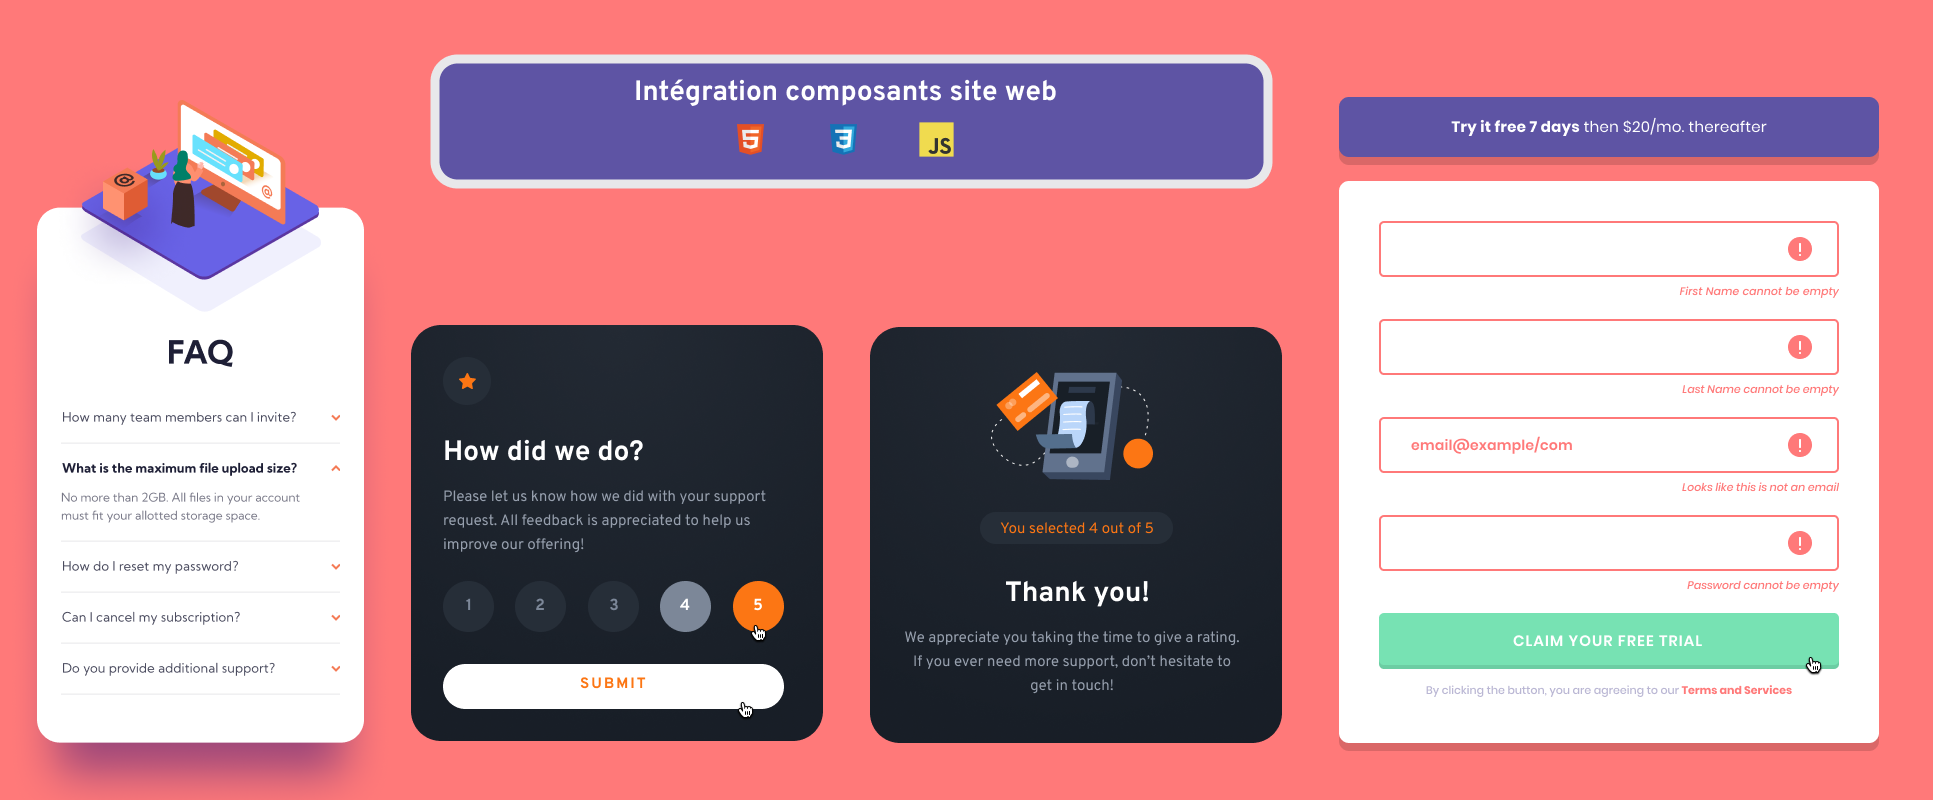 Intégration composants site web
5
3
JS
@
@
FAQ
How many team members can I invite?
What is the maximum file upload size?
No more than 2GB. All files in your account
must fit your allotted storage space.
How do I reset my password?
Can I cancel my subscription?
Do you provide additional support?
How did we do?
Please let us know how we did with your support
request. All feedback is appreciated to help us
improve our offering!
1 2 3 4 5
SUBMIT
You selected 4 out of 5
Thank you!
We appreciate you taking the time to give a rating.
If you ever need more support, don't hesitate to
get in touch!
Try it free 7 days then $20/mo. thereafter
!
First Name cannot be empty
!
Last Name cannot be empty
email@example/com !
Looks like this is not an email
!
Password cannot be empty
CLAIM YOUR FREE TRIAL
By clicking the button, you are agreeing to our Terms and Services